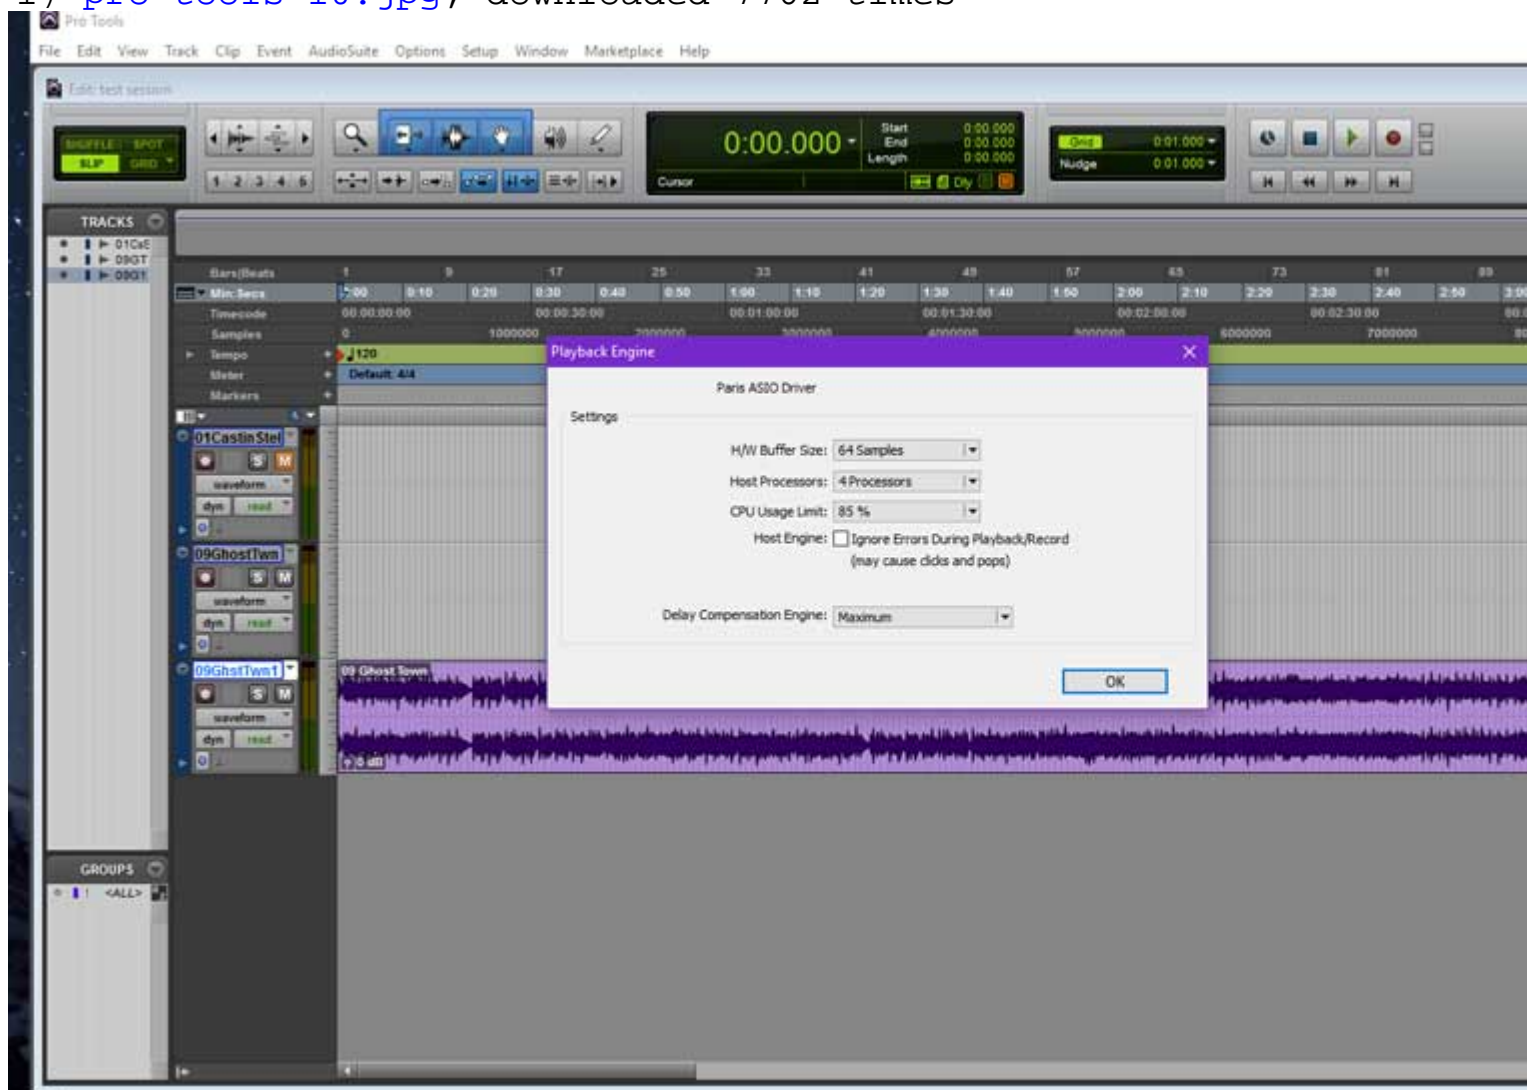 1) pro tools 10.jpg, downloaded 7702 times
Pro Tools
File Edit View Track Clip Event AudioSuite Options Setup Window Marketplace Help
Edit: test session
SHUFFLE SPOT
SLIP GRID
1 2 3 4 5
0:00.000
Start 0:00.000
End 0:00.000
Length 0:00.000
Cursor
Dly
Grid 0:01.000
Nudge 0:01.000
TRACKS
01CsS
09GT
09GT
Bars|Beats 1 9 17 25 33 41 49 57 65 73 81 89
Min:Secs 0:00 0:10 0:20 0:30 0:40 0:50 1:00 1:10 1:20 1:30 1:40 1:50 2:00 2:10 2:20 2:30 2:40 2:50 3:00
Timecode 00:00:00:00 00:00:30:00 00:01:00:00 00:01:30:00 00:02:00:00 00:02:30:00
Samples 0 1000000 2000000 3000000 4000000 5000000 6000000 7000000
Tempo 120
Meter Default: 4/4
Markers
Playback Engine
Paris ASIO Driver
Settings
H/W Buffer Size: 64 Samples
Host Processors: 4 Processors
CPU Usage Limit: 85 %
Host Engine: Ignore Errors During Playback/Record
(may cause clicks and pops)
Delay Compensation Engine: Maximum
OK
01CastinStel
S M
waveform
dyn read
09GhostTwn
S M
waveform
dyn read
09GhstTwn1
S M
waveform
dyn read
09 Ghost Town
0 dB
GROUPS
! <ALL>